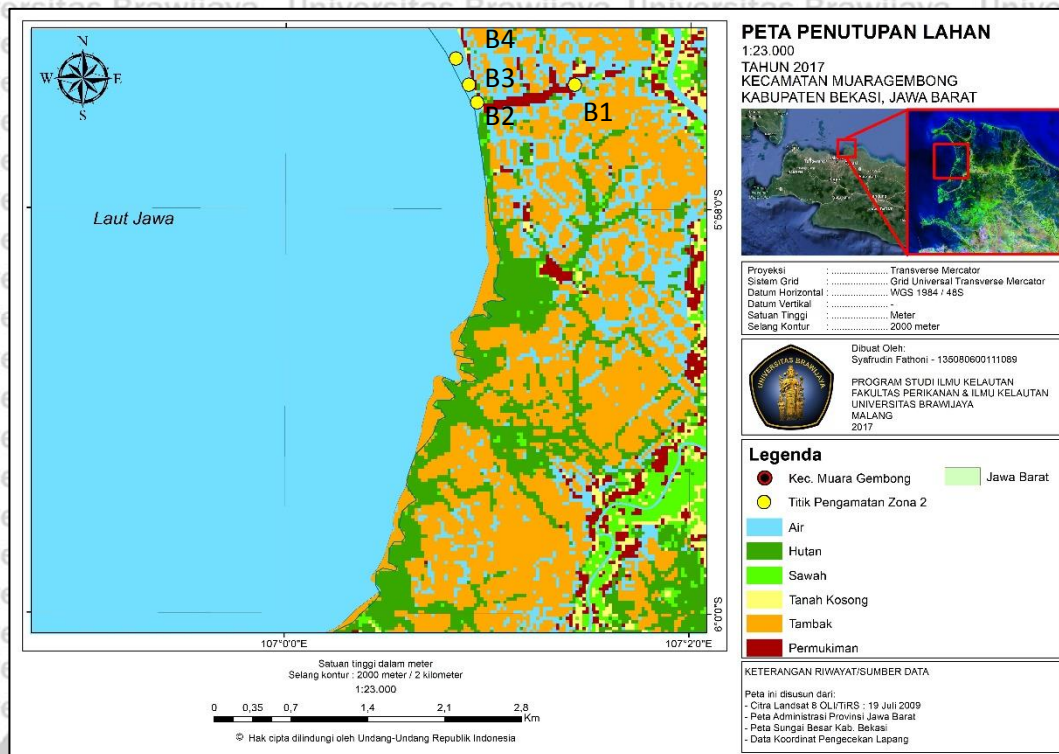 Universitas Brawijaya
N
W E
S
B4
B3
B2
B1
Laut Jawa
5°58'0"S
6°0'0"S
107°0'0"E
107°2'0"E
Satuan tinggi dalam meter
Selang kontur : 2000 meter / 2 kilometer
1:23.000
0 0,35 0,7 1,4 2,1 2,8
Km
© Hak cipta dilindungi oleh Undang-Undang Republik Indonesia
PETA PENUTUPAN LAHAN
1:23.000
TAHUN 2017
KECAMATAN MUARAGEMBONG
KABUPATEN BEKASI, JAWA BARAT
Proyeksi : ..................... Transverse Mercator
Sistem Grid : ..................... Grid Universal Transverse Mercator
Datum Horizontal : ..................... WGS 1984 / 48S
Datum Vertikal : ..................... -
Satuan Tinggi : ..................... Meter
Selang Kontur : ..................... 2000 meter
UNIVERSITAS BRAWIJAYA
Dibuat Oleh:
Syafrudin Fathoni - 135080600111089
PROGRAM STUDI ILMU KELAUTAN
FAKULTAS PERIKANAN & ILMU KELAUTAN
UNIVERSITAS BRAWIJAYA
MALANG
2017
Legenda
Kec. Muara Gembong
Jawa Barat
Titik Pengamatan Zona 2
Air
Hutan
Sawah
Tanah Kosong
Tambak
Permukiman
KETERANGAN RIWAYAT/SUMBER DATA
Peta ini disusun dari:
- Citra Landsat 8 OLI/TIRS : 19 Juli 2009
- Peta Administrasi Provinsi Jawa Barat
- Peta Sungai Besar Kab. Bekasi
- Data Koordinat Pengecekan Lapang